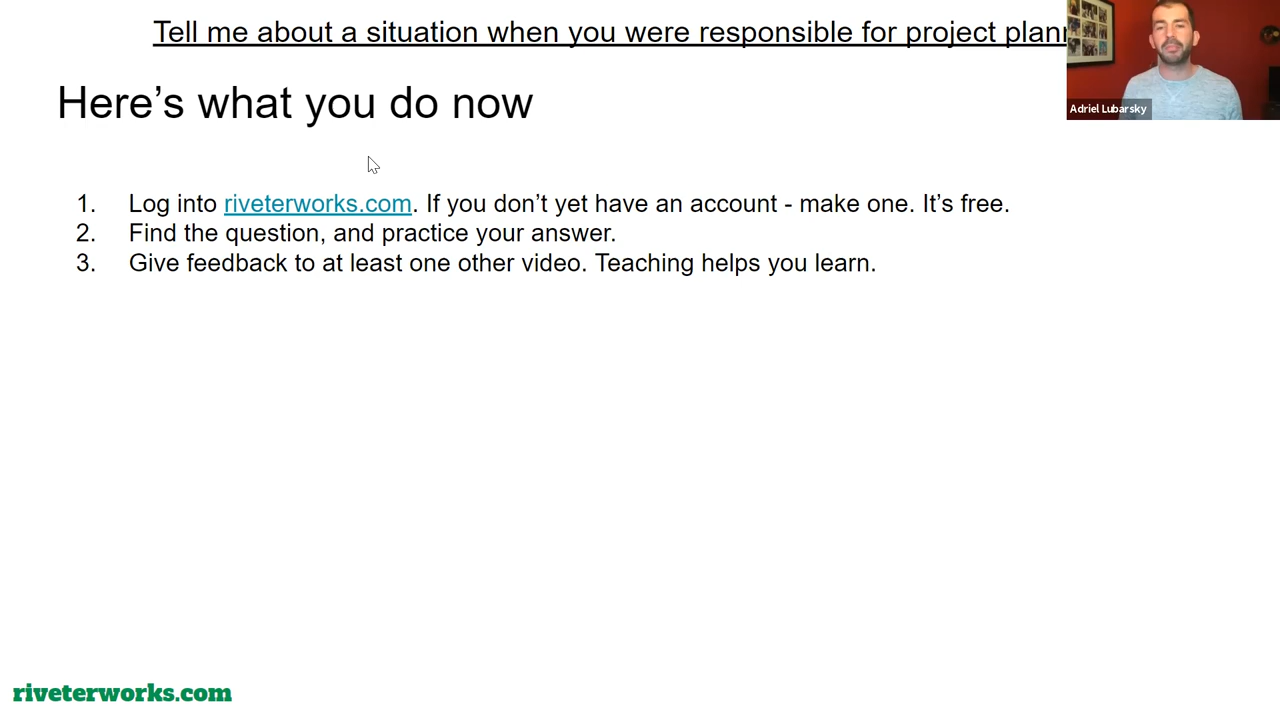 Tell me about a situation when you were responsible for project
Adriel Lubarsky
Here’s what you do now
1. Log into riveterworks.com. If you don’t yet have an account - make one. It’s free.
2. Find the question, and practice your answer.
3. Give feedback to at least one other video. Teaching helps you learn.
riveterworks.com